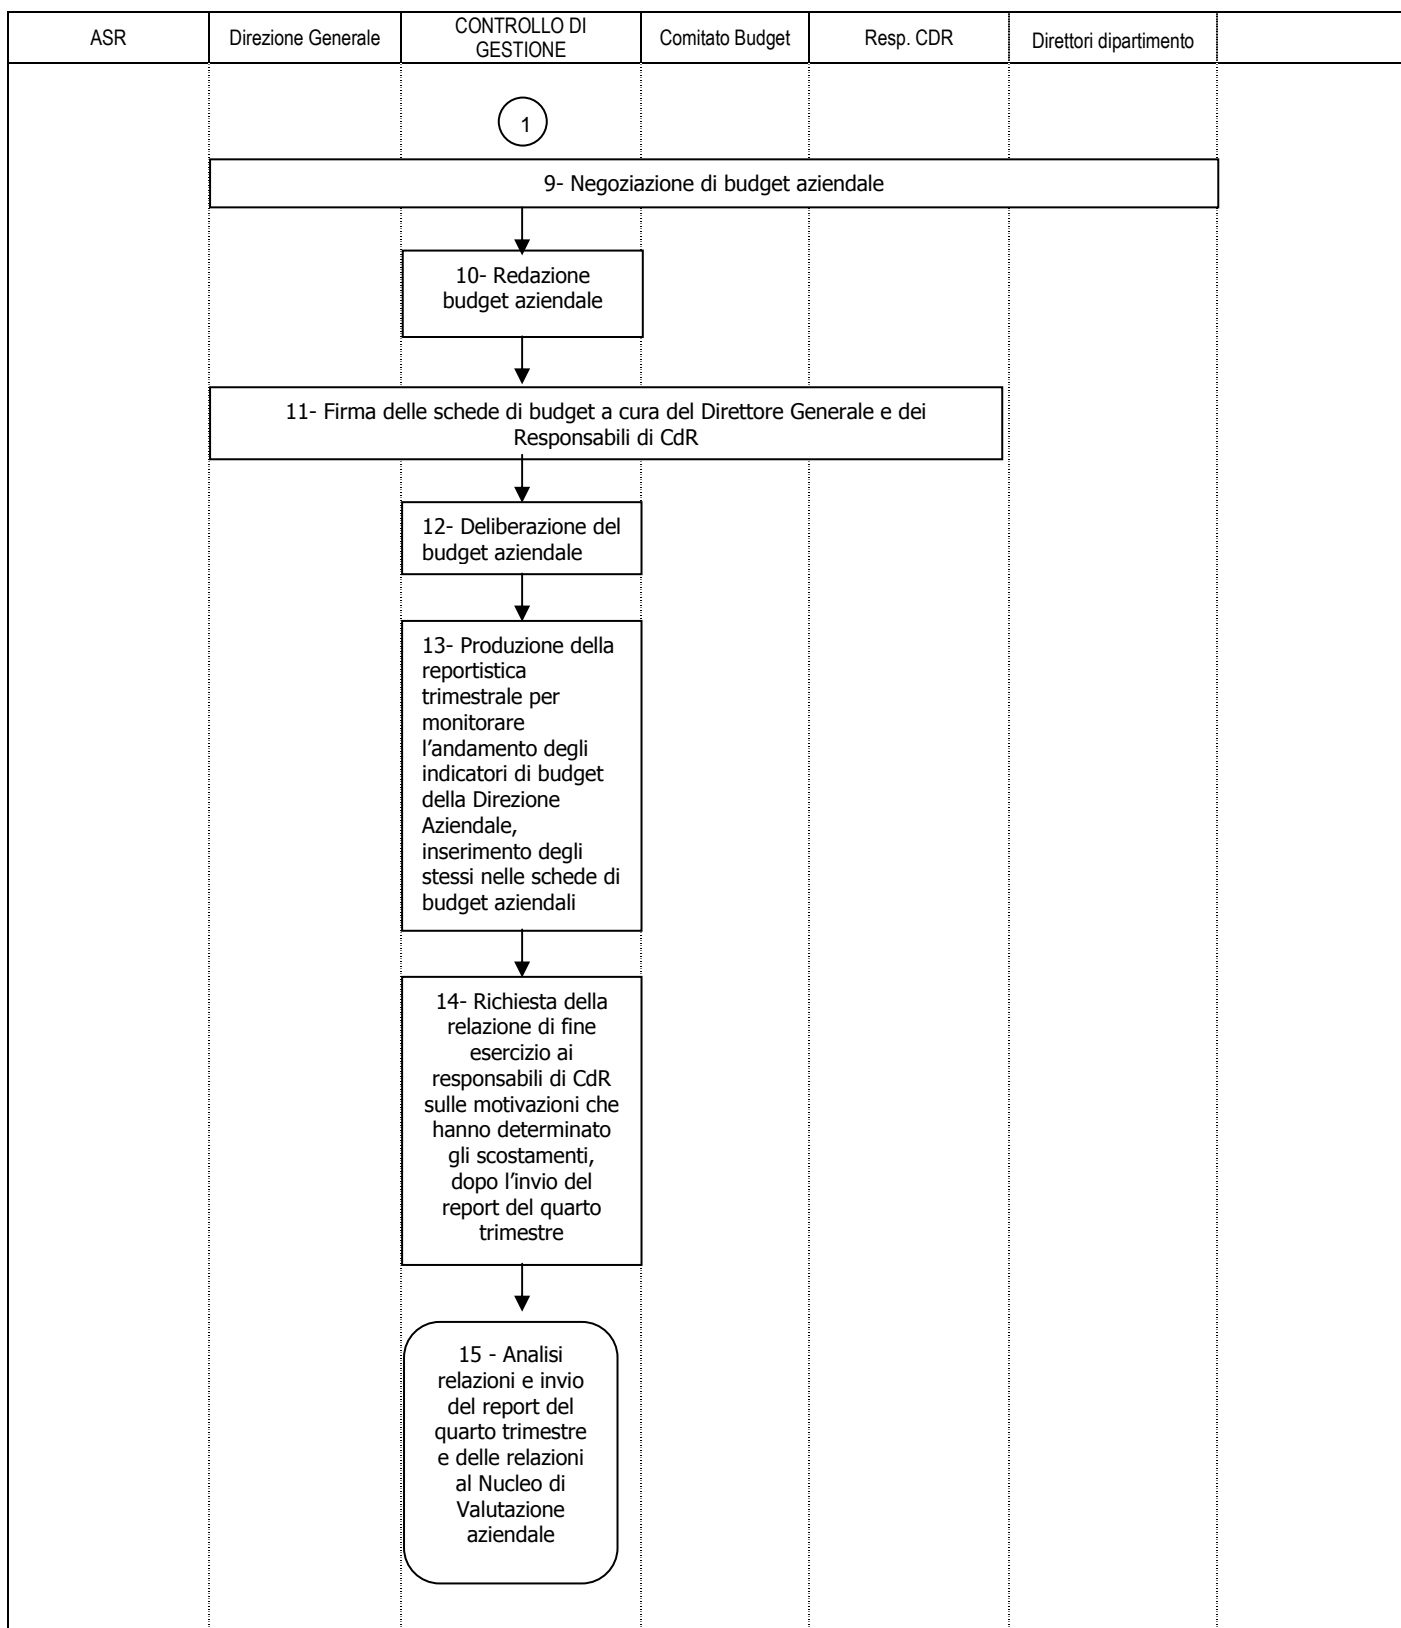 ASR
Direzione Generale
CONTROLLO DI
GESTIONE
Comitato Budget
Resp. CDR
Direttori dipartimento
1
9- Negoziazione di budget aziendale
10- Redazione
budget aziendale
11- Firma delle schede di budget a cura del Direttore Generale e dei
Responsabili di CdR
12- Deliberazione del
budget aziendale
13- Produzione della
reportistica
trimestrale per
monitorare
l’andamento degli
indicatori di budget
della Direzione
Aziendale,
inserimento degli
stessi nelle schede di
budget aziendali
14- Richiesta della
relazione di fine
esercizio ai
responsabili di CdR
sulle motivazioni che
hanno determinato
gli scostamenti,
dopo l’invio del
report del quarto
trimestre
15 - Analisi
relazioni e invio
del report del
quarto trimestre
e delle relazioni
al Nucleo di
Valutazione
aziendale